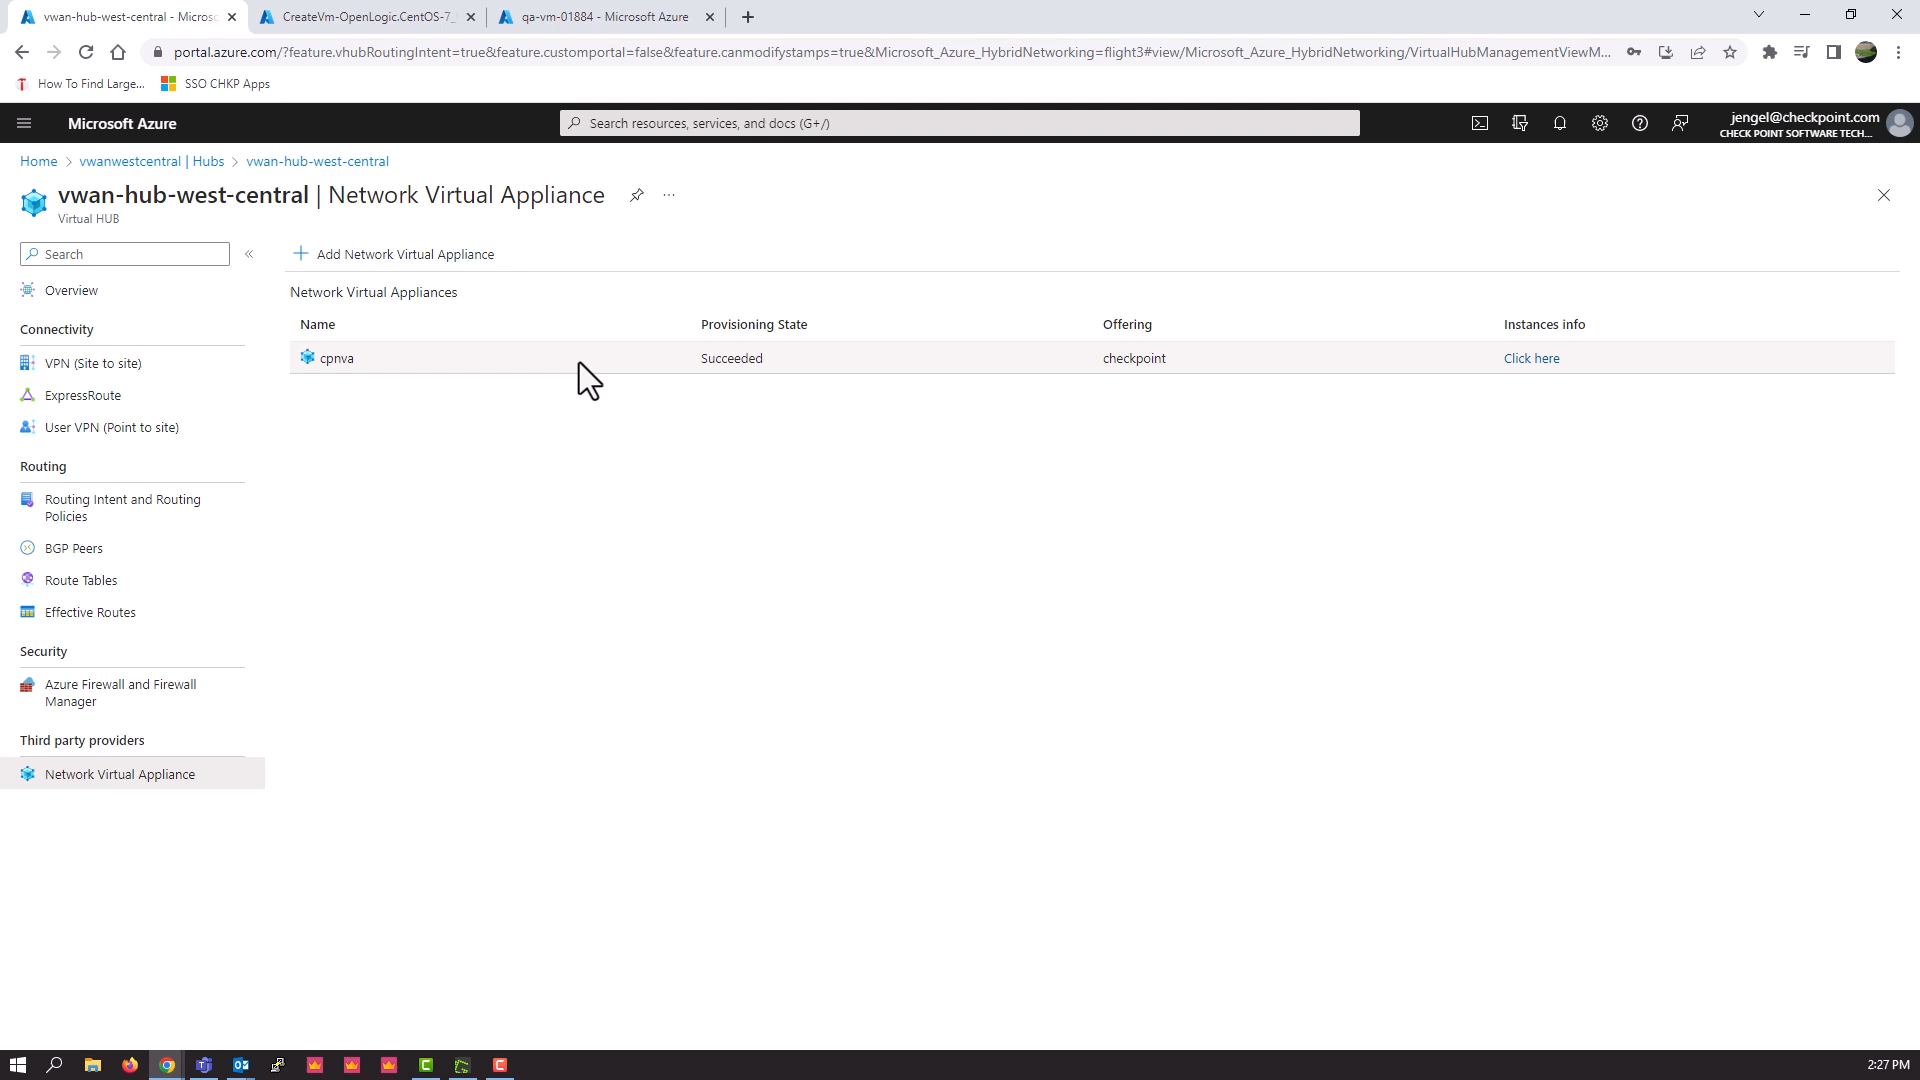 vwan-hub-west-central - Microsc
CreateVm-OpenLogic.CentOS-7_
qa-vm-01884 - Microsoft Azure
portal.azure.com/?feature.vhubRoutingIntent=true&feature.customportal=false&feature.canmodifystamps=true&Microsoft_Azure_HybridNetworking=flight3#view/Microsoft_Azure_HybridNetworking/VirtualHubManagementViewM...
How To Find Large...
SSO CHKP Apps
Microsoft Azure
Search resources, services, and docs (G+/)
jengel@checkpoint.com
CHECK POINT SOFTWARE TECH...
Home > vwanwestcentral | Hubs > vwan-hub-west-central
vwan-hub-west-central | Network Virtual Appliance
Virtual HUB
Search
Add Network Virtual Appliance
Overview
Connectivity
VPN (Site to site)
ExpressRoute
User VPN (Point to site)
Routing
Routing Intent and Routing
Policies
BGP Peers
Route Tables
Effective Routes
Security
Azure Firewall and Firewall
Manager
Third party providers
Network Virtual Appliance
Network Virtual Appliances
Name Provisioning State Offering Instances info
cpnva Succeeded checkpoint Click here
2:27 PM